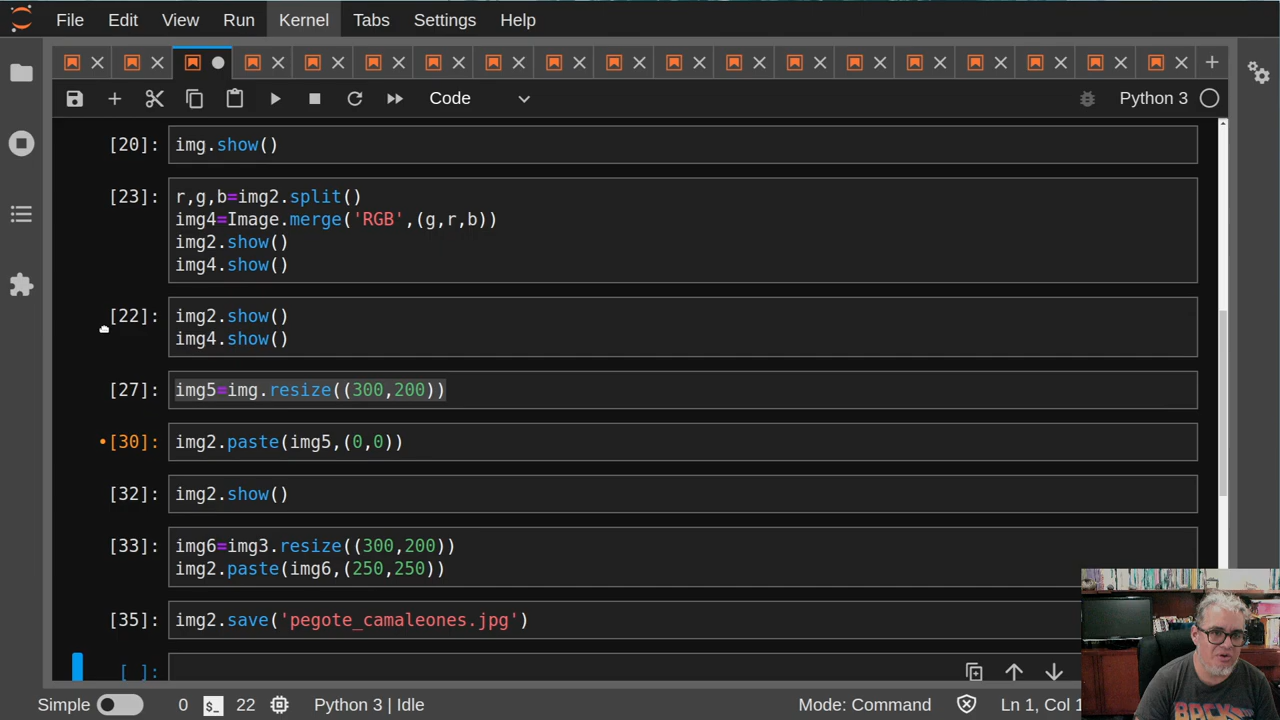 File Edit View Run Kernel Tabs Settings Help
Code Python 3
[20]: img.show()
[23]: r,g,b=img2.split()
img4=Image.merge('RGB',(g,r,b))
img2.show()
img4.show()
[22]: img2.show()
img4.show()
[27]: img5=img.resize((300,200))
[30]: img2.paste(img5,(0,0))
[32]: img2.show()
[33]: img6=img3.resize((300,200))
img2.paste(img6,(250,250))
[35]: img2.save('pegote_camaleones.jpg')
[ ]:
Simple 0 22 Python 3 | Idle Mode: Command Ln 1, Col 1